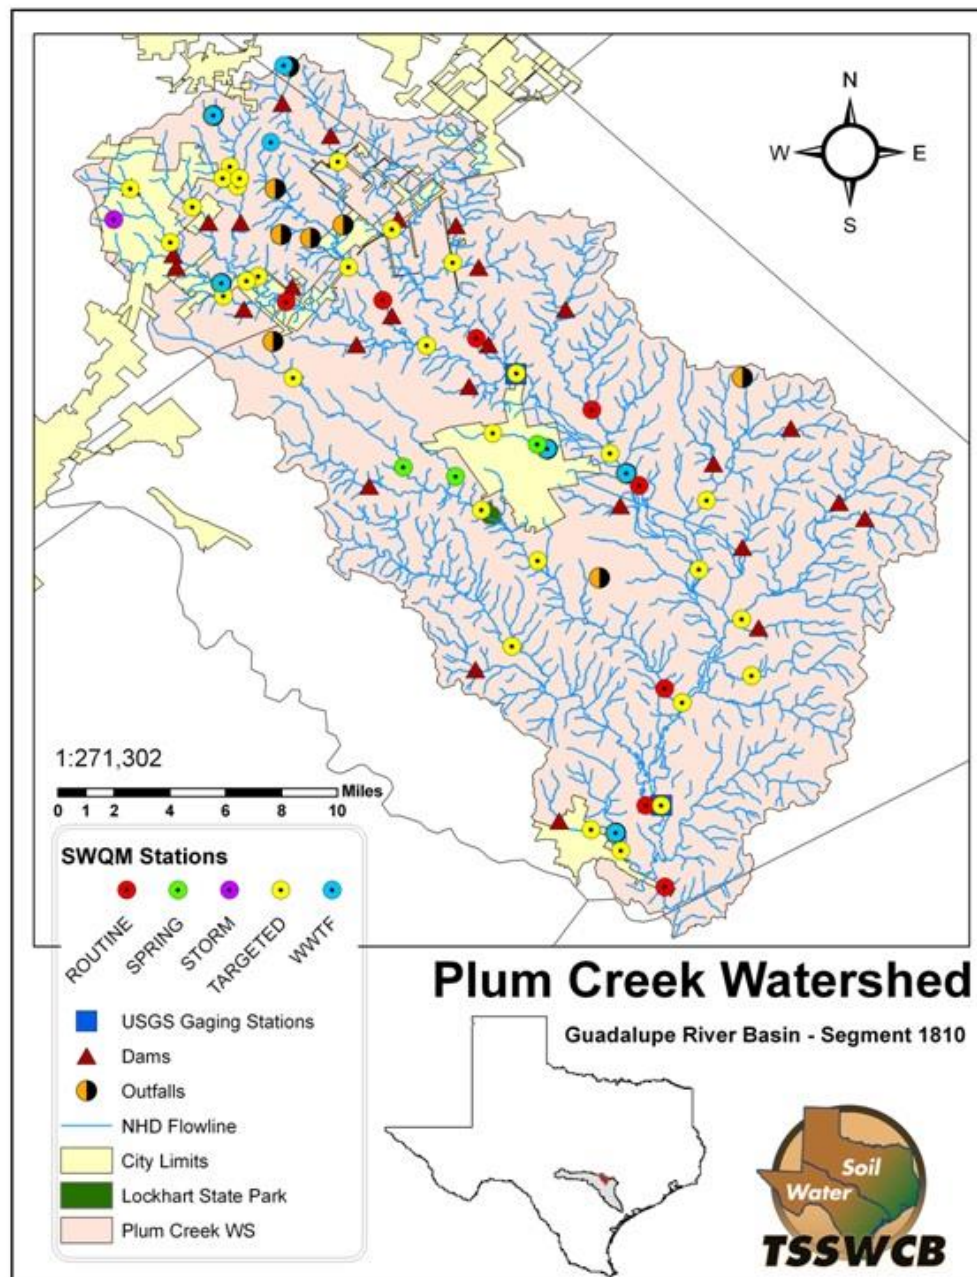 N
W E
S
1:271,302
Miles
0 1 2 4 6 8 10
SWQM Stations
ROUTINE
SPRING
STORM
TARGETED
WWTF
USGS Gaging Stations
Dams
Outfalls
NHD Flowline
City Limits
Lockhart State Park
Plum Creek WS
Plum Creek Watershed
Guadalupe River Basin - Segment 1810
Soil
Water
TSSWCB